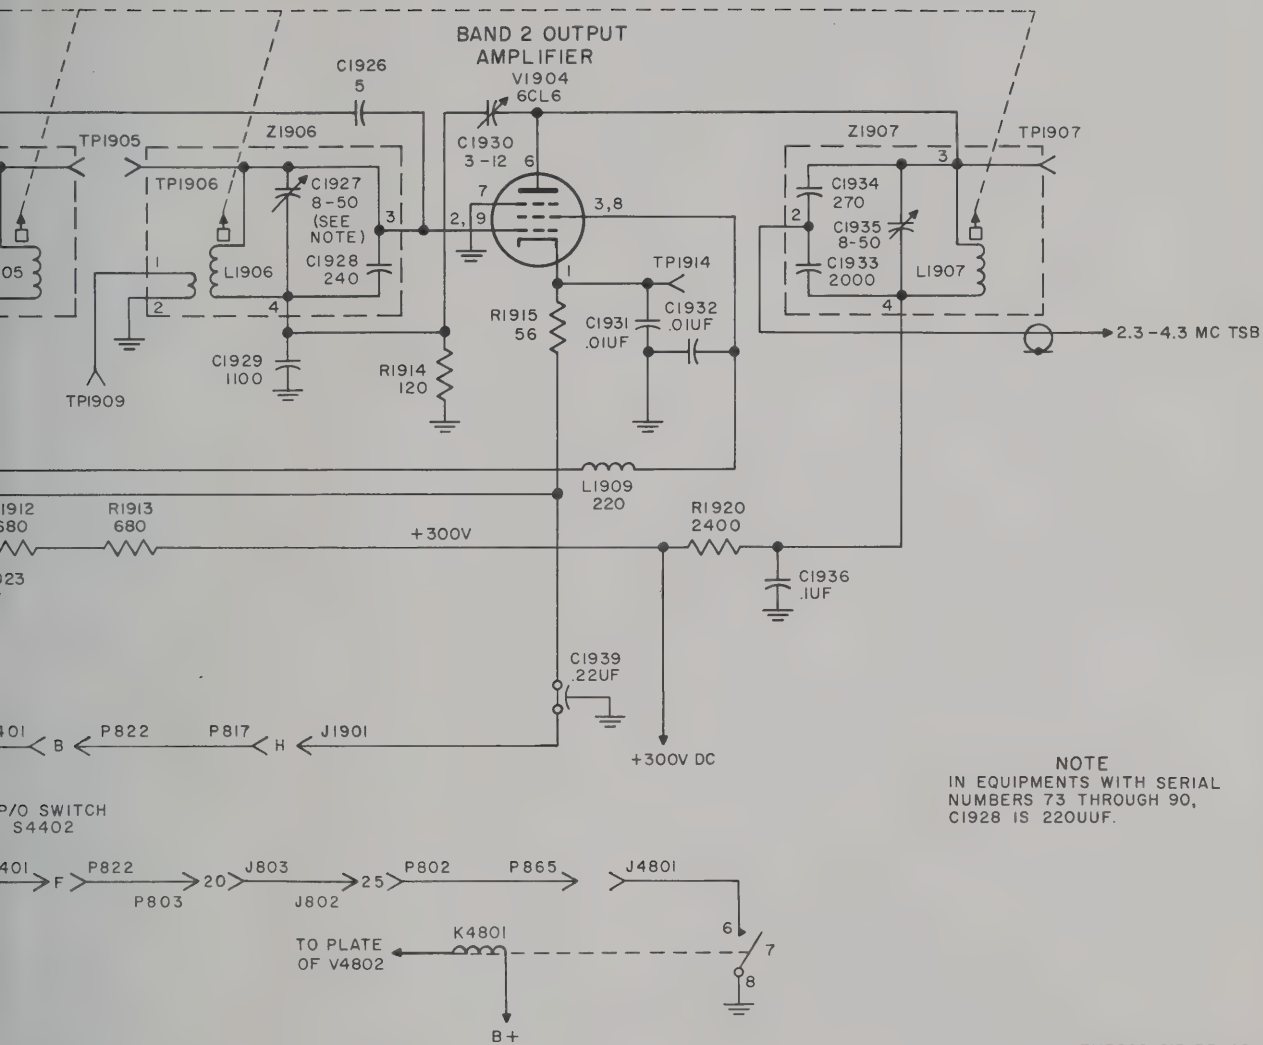 BAND 2 OUTPUT
AMPLIFIER
V1904
6CL6
C1926
5
TP1905
Z1906
C1930
3-12
6
Z1907
TP1907
TP1906
C1927
8-50
(SEE
NOTE)
3
7
2, 9
3,8
3
C1934
270
2
C1935
8-50
C1928
240
C1933
2000
05
1
L1906
L1907
2
4
4
1
TP1914
R1915
56
C1931
.01UF
C1932
.01UF
2.3-4.3 MC TSB
C1929
1100
R1914
120
TP1909
L1909
220
1912
680
R1913
680
+300V
R1920
2400
923
C1936
.1UF
C1939
.22UF
401
B
P822
P817
H
J1901
+300V DC
NOTE
IN EQUIPMENTS WITH SERIAL
NUMBERS 73 THROUGH 90,
C1928 IS 220UUF.
P/O SWITCH
S4402
401
F
P822
P803
20
J803
J802
25
P802
P865
J4801
6
7
8
K4801
TO PLATE
OF V4802
B+